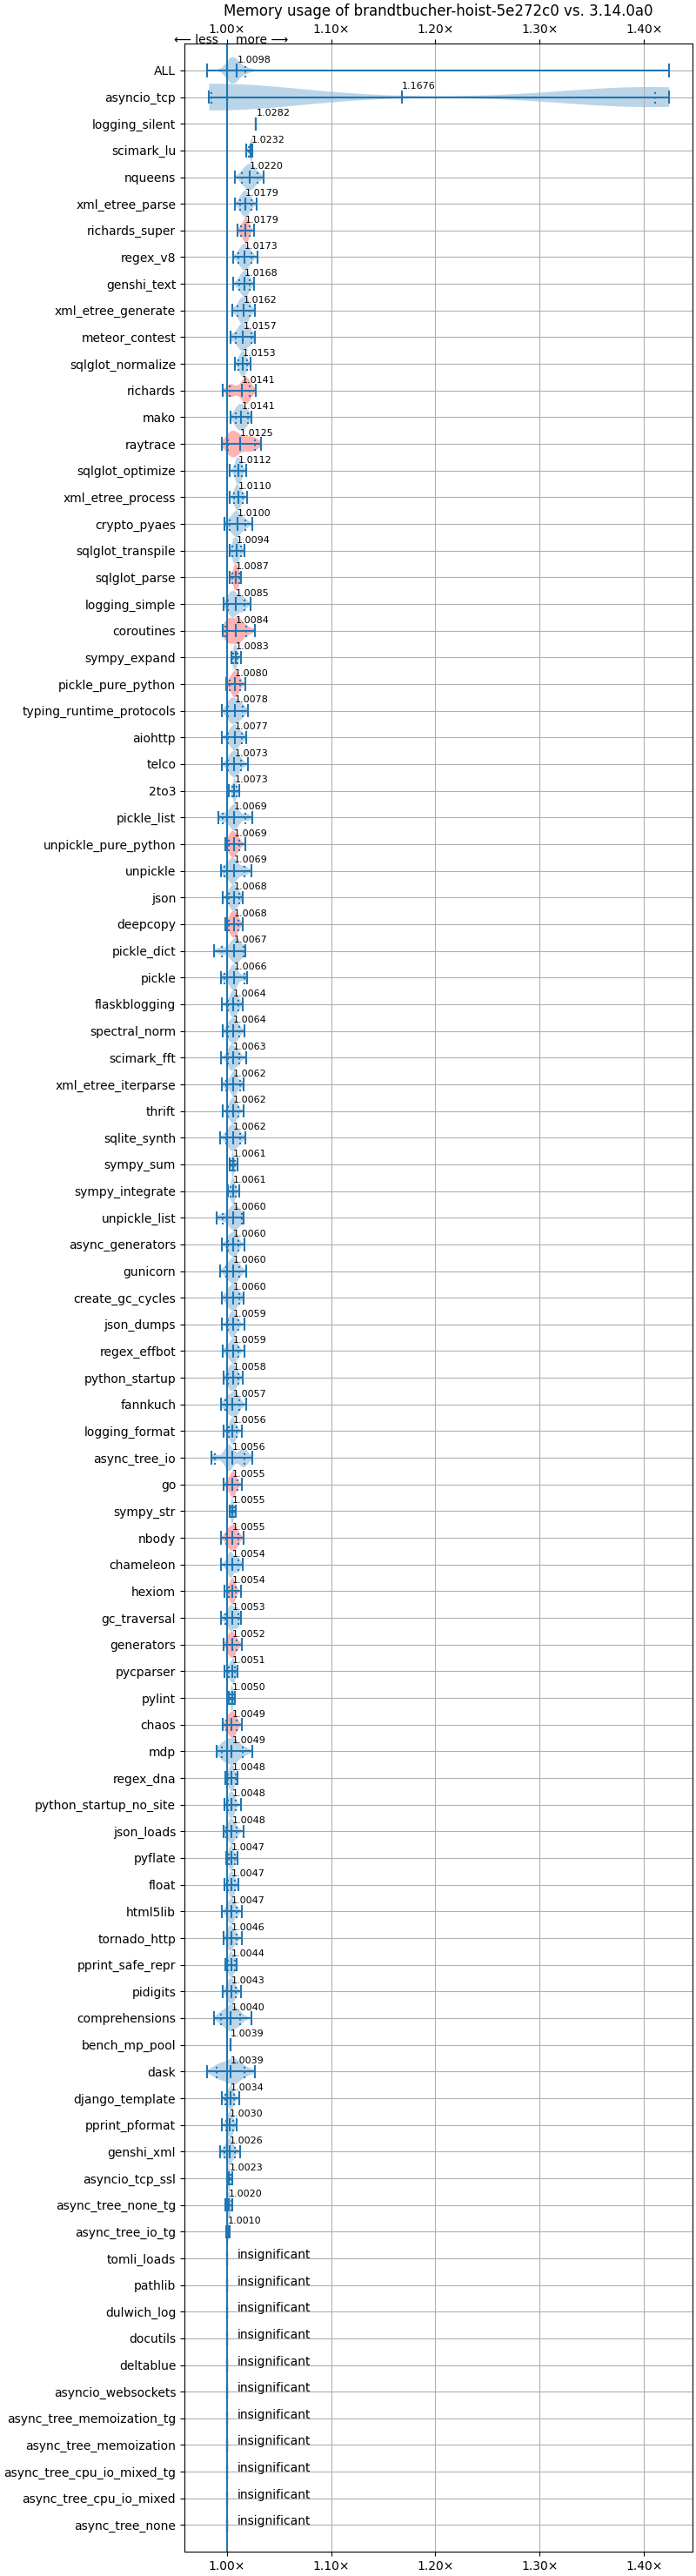 Memory usage of brandtbucher-hoist-5e272c0 vs. 3.14.0a0
1.00× 1.10× 1.20× 1.30× 1.40×
⟵ less more ⟶
ALL 1.0098
asyncio_tcp 1.1676
logging_silent 1.0282
scimark_lu 1.0232
nqueens 1.0220
xml_etree_parse 1.0179
richards_super 1.0179
regex_v8 1.0173
genshi_text 1.0168
xml_etree_generate 1.0162
meteor_contest 1.0157
sqlglot_normalize 1.0153
richards 1.0141
mako 1.0141
raytrace 1.0125
sqlglot_optimize 1.0112
xml_etree_process 1.0110
crypto_pyaes 1.0100
sqlglot_transpile 1.0094
sqlglot_parse 1.0087
logging_simple 1.0085
coroutines 1.0084
sympy_expand 1.0083
pickle_pure_python 1.0080
typing_runtime_protocols 1.0078
aiohttp 1.0077
telco 1.0073
2to3 1.0073
pickle_list 1.0069
unpickle_pure_python 1.0069
unpickle 1.0069
json 1.0068
deepcopy 1.0068
pickle_dict 1.0067
pickle 1.0066
flaskblogging 1.0064
spectral_norm 1.0064
scimark_fft 1.0063
xml_etree_iterparse 1.0062
thrift 1.0062
sqlite_synth 1.0062
sympy_sum 1.0061
sympy_integrate 1.0061
unpickle_list 1.0060
async_generators 1.0060
gunicorn 1.0060
create_gc_cycles 1.0060
json_dumps 1.0059
regex_effbot 1.0059
python_startup 1.0058
fannkuch 1.0057
logging_format 1.0056
async_tree_io 1.0056
go 1.0055
sympy_str 1.0055
nbody 1.0055
chameleon 1.0054
hexiom 1.0054
gc_traversal 1.0053
generators 1.0052
pycparser 1.0051
pylint 1.0050
chaos 1.0049
mdp 1.0049
regex_dna 1.0048
python_startup_no_site 1.0048
json_loads 1.0048
pyflate 1.0047
float 1.0047
html5lib 1.0047
tornado_http 1.0046
pprint_safe_repr 1.0044
pidigits 1.0043
comprehensions 1.0040
bench_mp_pool 1.0039
dask 1.0039
django_template 1.0034
pprint_pformat 1.0030
genshi_xml 1.0026
asyncio_tcp_ssl 1.0023
async_tree_none_tg 1.0020
async_tree_io_tg 1.0010
tomli_loads insignificant
pathlib insignificant
dulwich_log insignificant
docutils insignificant
deltablue insignificant
asyncio_websockets insignificant
async_tree_memoization_tg insignificant
async_tree_memoization insignificant
async_tree_cpu_io_mixed_tg insignificant
async_tree_cpu_io_mixed insignificant
async_tree_none insignificant
1.00× 1.10× 1.20× 1.30× 1.40×